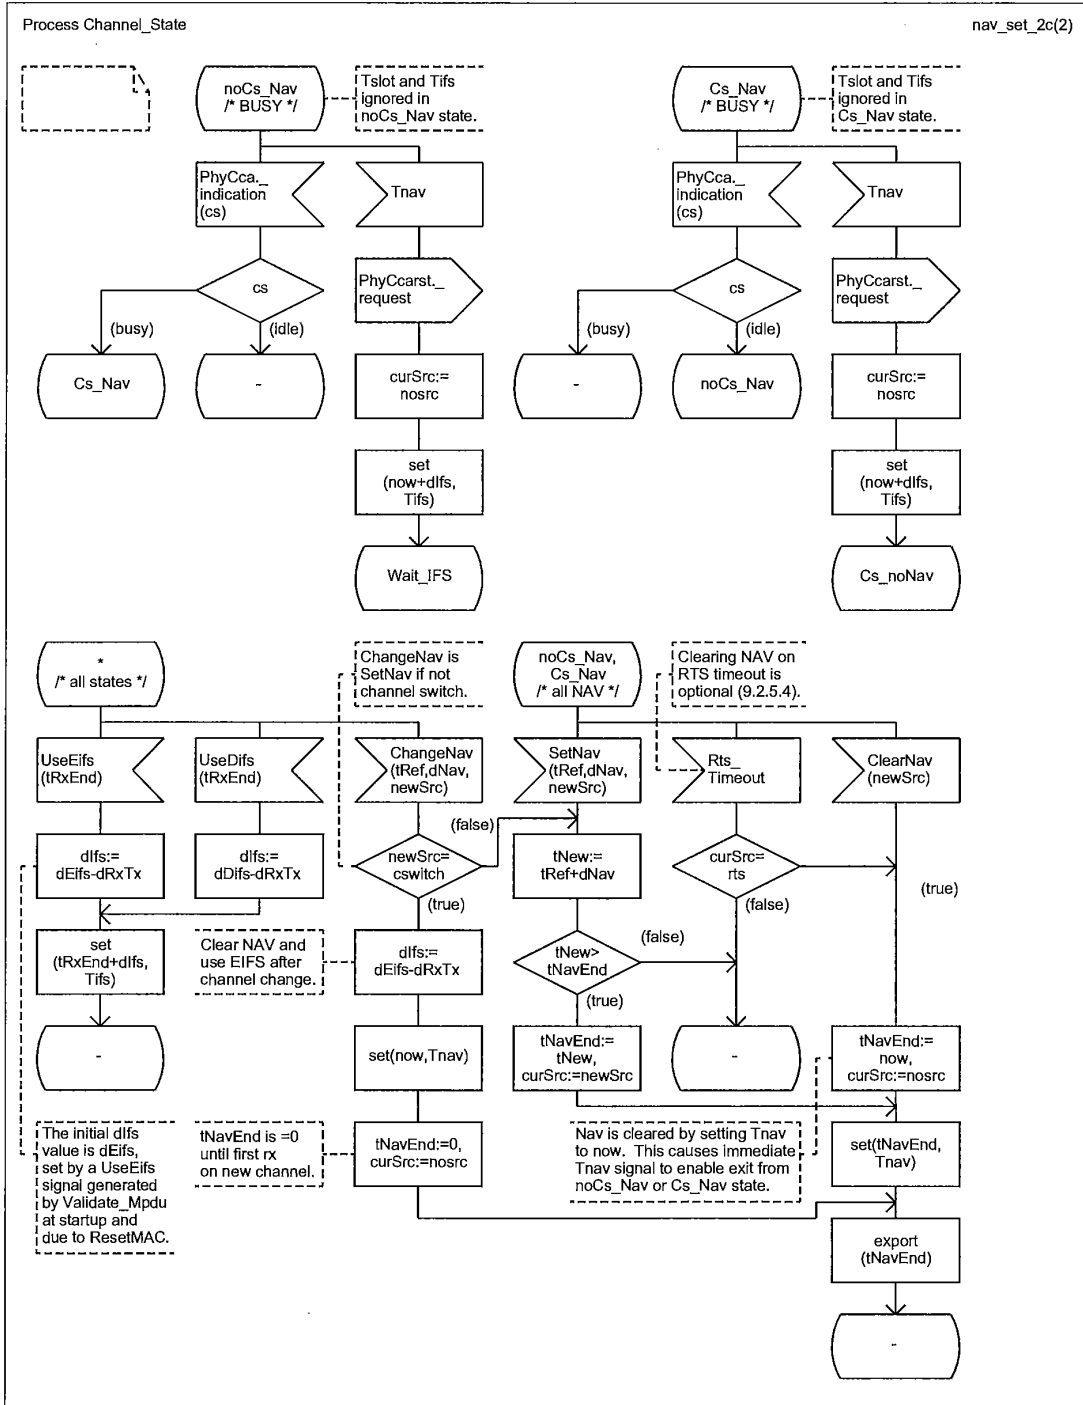 Process Channel_State
nav_set_2c(2)
noCs_Nav
/* BUSY */
Tslot and Tifs
ignored in
noCs_Nav state.
PhyCca._
indication
(cs)
Tnav
cs
PhyCcarst._
request
(busy)
(idle)
Cs_Nav
-
curSrc:=
nosrc
set
(now+dIfs,
Tifs)
Wait_IFS
Cs_Nav
/* BUSY */
Tslot and Tifs
ignored in
Cs_Nav state.
PhyCca._
indication
(cs)
Tnav
cs
PhyCcarst._
request
(busy)
(idle)
-
noCs_Nav
curSrc:=
nosrc
set
(now+dIfs,
Tifs)
Cs_noNav
*
/* all states */
ChangeNav is
SetNav if not
channel switch.
UseEifs
(tRxEnd)
UseDifs
(tRxEnd)
ChangeNav
(tRef,dNav,
newSrc)
dIfs:=
dEifs-dRxTx
dIfs:=
dDifs-dRxTx
newSrc=
cswitch
(false)
(true)
set
(tRxEnd+dIfs,
Tifs)
-
Clear NAV and
use EIFS after
channel change.
dIfs:=
dEifs-dRxTx
set(now,Tnav)
The initial dIfs
value is dEifs,
set by a UseEifs
signal generated
by Validate_Mpdu
at startup and
due to ResetMAC.
tNavEnd is =0
until first rx
on new channel.
tNavEnd:=0,
curSrc:=nosrc
noCs_Nav,
Cs_Nav
/* all NAV */
Clearing NAV on
RTS timeout is
optional (9.2.5.4).
SetNav
(tRef,dNav,
newSrc)
Rts_
Timeout
ClearNav
(newSrc)
tNew:=
tRef+dNav
curSrc=
rts
(true)
(false)
tNew>
tNavEnd
(false)
(true)
tNavEnd:=
tNew,
curSrc:=newSrc
-
tNavEnd:=
now,
curSrc:=nosrc
Nav is cleared by setting Tnav
to now. This causes immediate
Tnav signal to enable exit from
noCs_Nav or Cs_Nav state.
set(tNavEnd,
Tnav)
export
(tNavEnd)
-